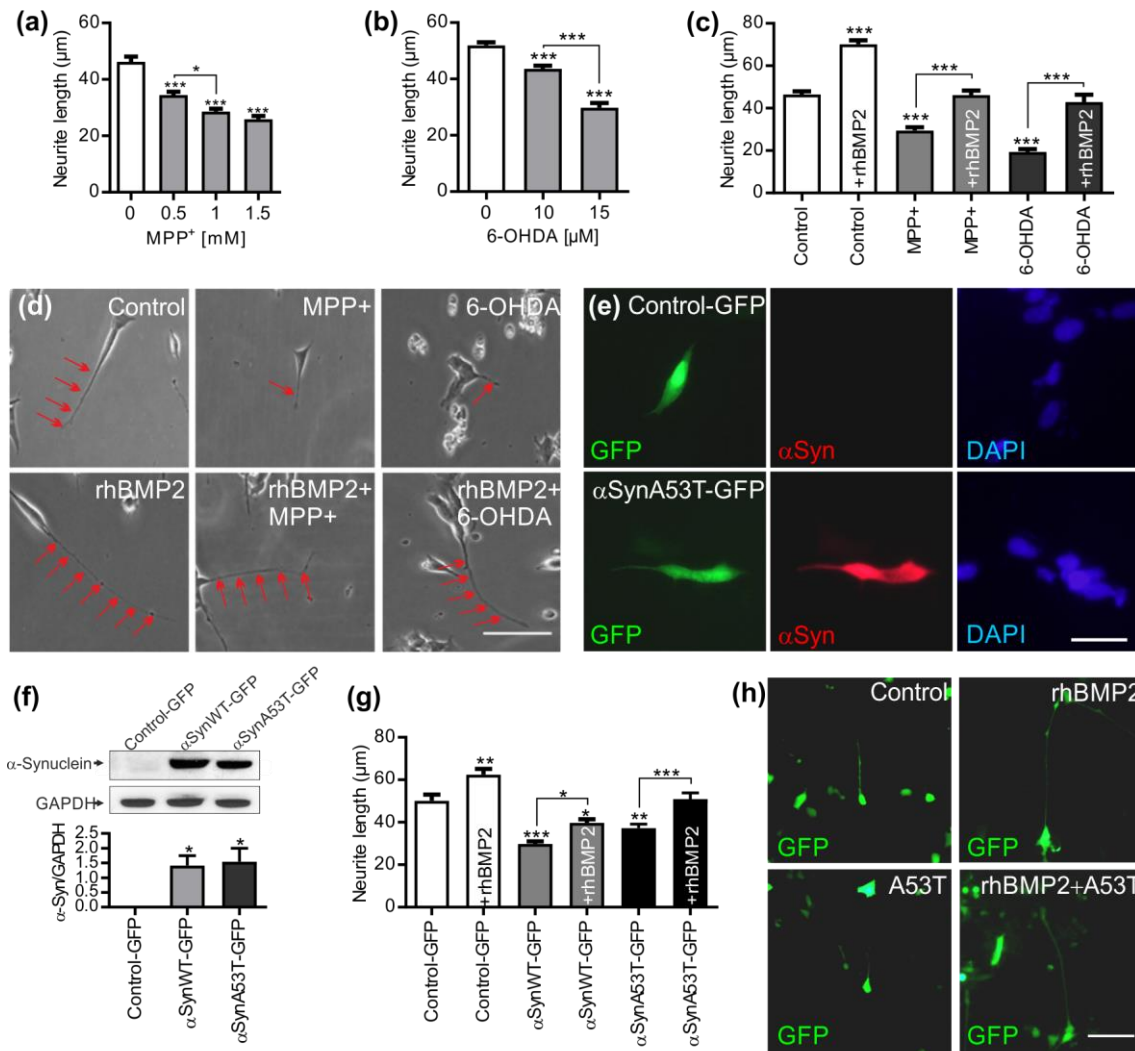 (a)
Neurite length (µm)
60
40
20
0
***
*
***
***
0 0.5 1 1.5
MPP⁺ [mM]
(b)
Neurite length (µm)
60
40
20
0
***
***
***
0 10 15
6-OHDA [µM]
(c)
Neurite length (µm)
80
60
40
20
0
***
+rhBMP2
***
***
+rhBMP2
***
***
+rhBMP2
Control
Control
MPP+
MPP+
6-OHDA
6-OHDA
(d)
Control
MPP+
6-OHDA
rhBMP2
rhBMP2+
MPP+
rhBMP2+
6-OHDA
(e)
Control-GFP
GFP
αSyn
DAPI
αSynA53T-GFP
GFP
αSyn
DAPI
(f)
Control-GFP
αSynWT-GFP
αSynA53T-GFP
α-Synuclein
GAPDH
α-Syn/GAPDH
2.5
2.0
1.5
1.0
0.5
0.0
*
*
Control-GFP
αSynWT-GFP
αSynA53T-GFP
(g)
Neurite length (µm)
80
60
40
20
0
**
+rhBMP2
***
*
*
+rhBMP2
**
***
+rhBMP2
Control-GFP
Control-GFP
αSynWT-GFP
αSynWT-GFP
αSynA53T-GFP
αSynA53T-GFP
(h)
Control
GFP
rhBMP2
GFP
A53T
GFP
rhBMP2+A53T
GFP